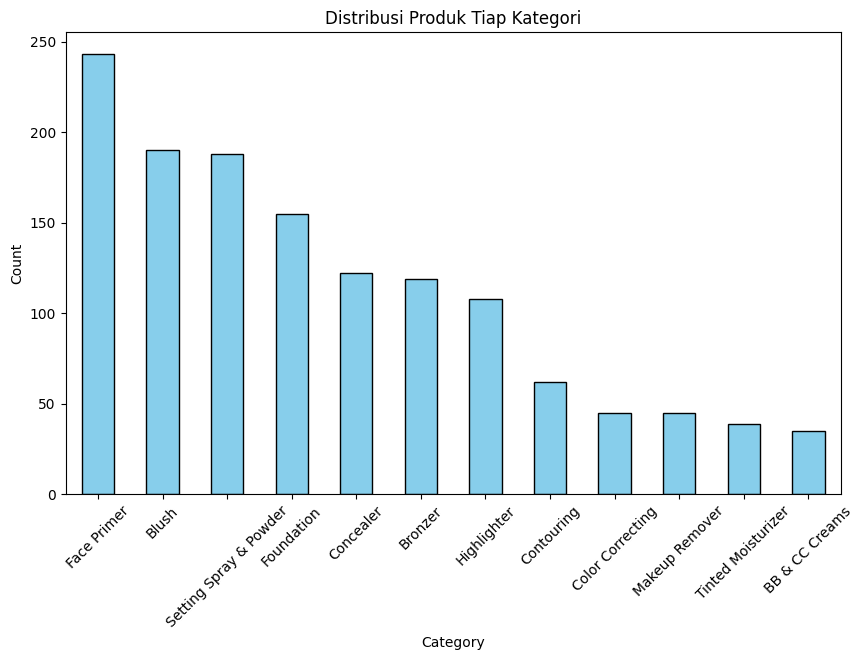 Distribusi Produk Tiap Kategori
250
200
150
100
50
0
Count
Face Primer
Blush
Setting Spray & Powder
Foundation
Concealer
Bronzer
Highlighter
Contouring
Color Correcting
Makeup Remover
Tinted Moisturizer
BB & CC Creams
Category